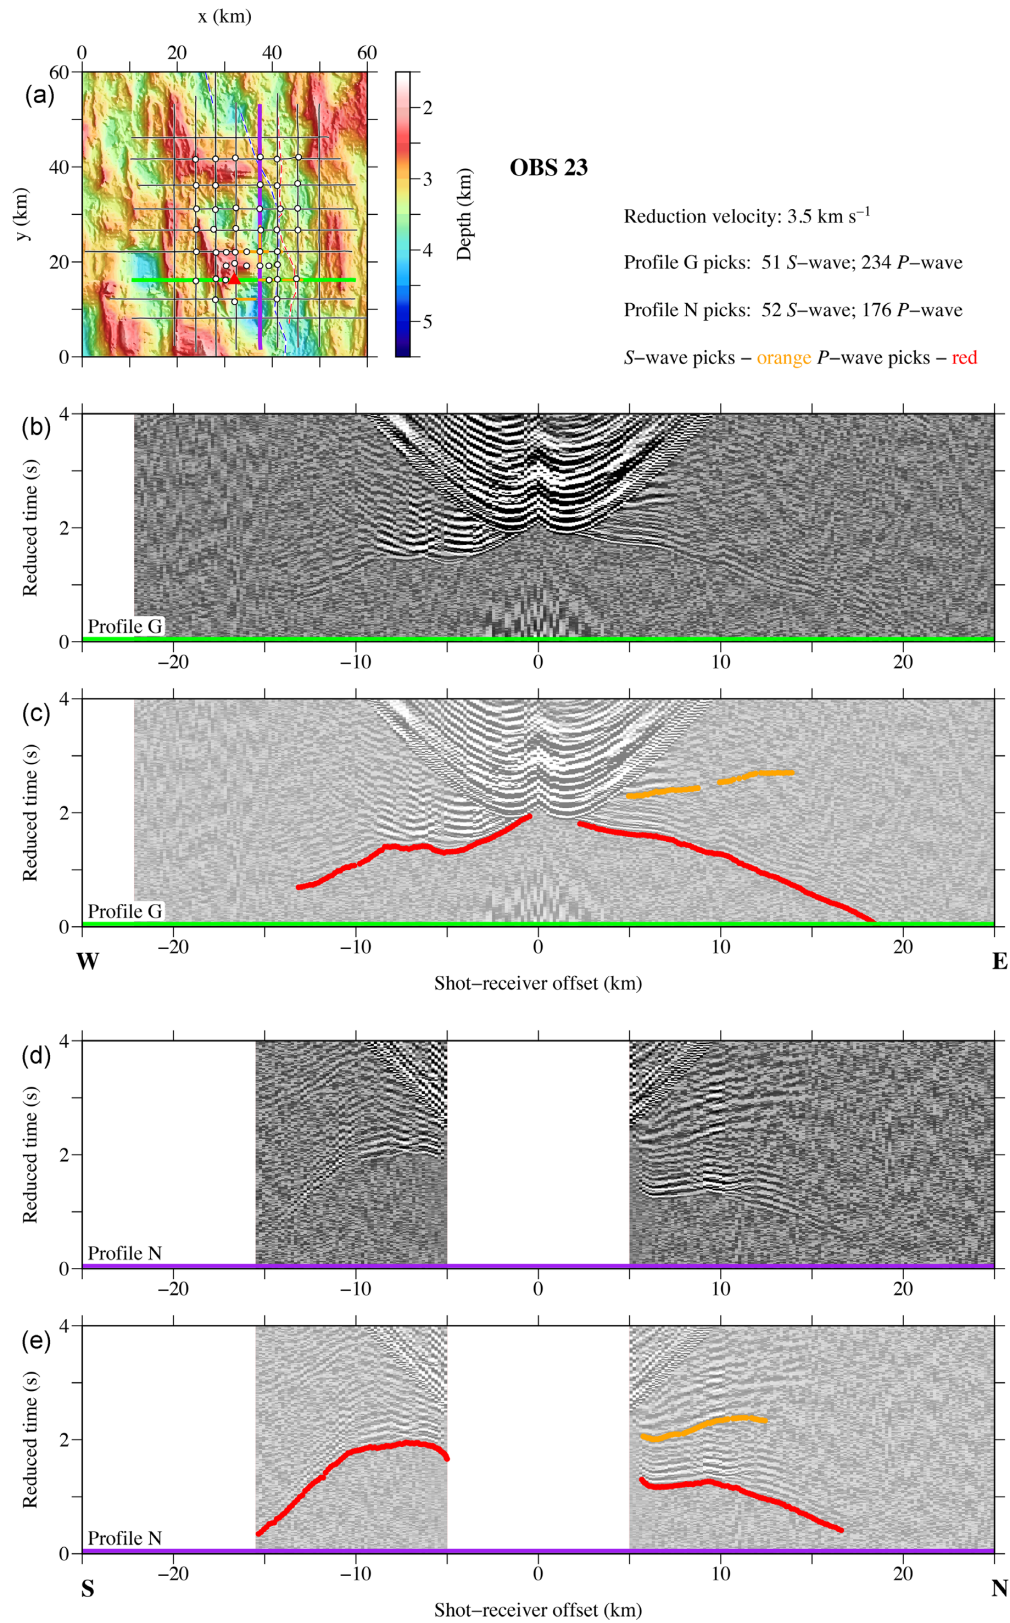 x (km)
0 20 40 60
(a)
60
40
20
0
y (km)
2
3
4
5
Depth (km)
OBS 23
Reduction velocity: 3.5 km s⁻¹
Profile G picks: 51 S−wave; 234 P−wave
Profile N picks: 52 S−wave; 176 P−wave
S−wave picks − orange P−wave picks − red
(b)
4
2
0
Reduced time (s)
Profile G
−20 −10 0 10 20
(c)
4
2
0
Reduced time (s)
Profile G
−20 −10 0 10 20
W E
Shot−receiver offset (km)
(d)
4
2
0
Reduced time (s)
Profile N
−20 −10 0 10 20
(e)
4
2
0
Reduced time (s)
Profile N
−20 −10 0 10 20
S N
Shot−receiver offset (km)